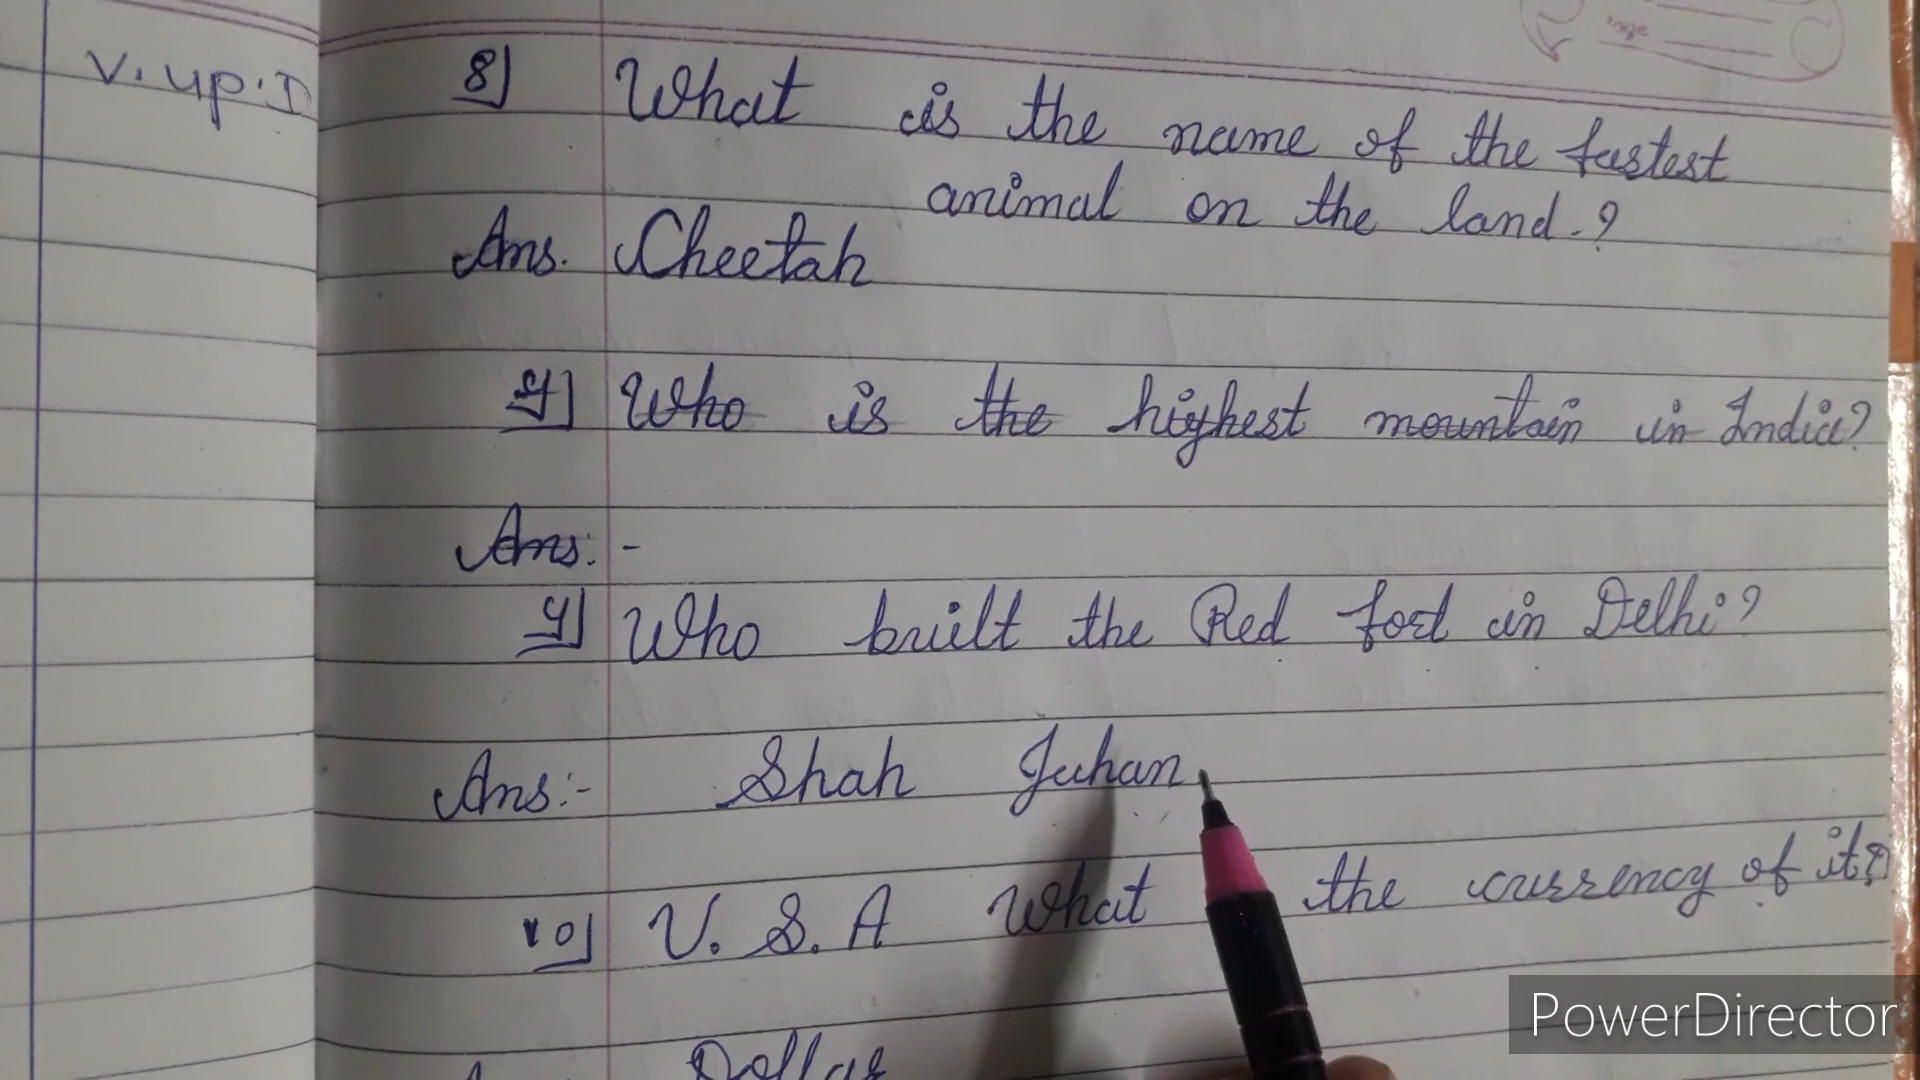 V. up. D
8] What is the name of the fastest
animal on the land.?
Ans. Cheetah
9] Who is the highest mountain in India?
Ans: -
9] Who built the Red fort in Delhi?
Ans:- Shah Jahan
10] U. S. A What the currency of it?
Dollar
PowerDirector